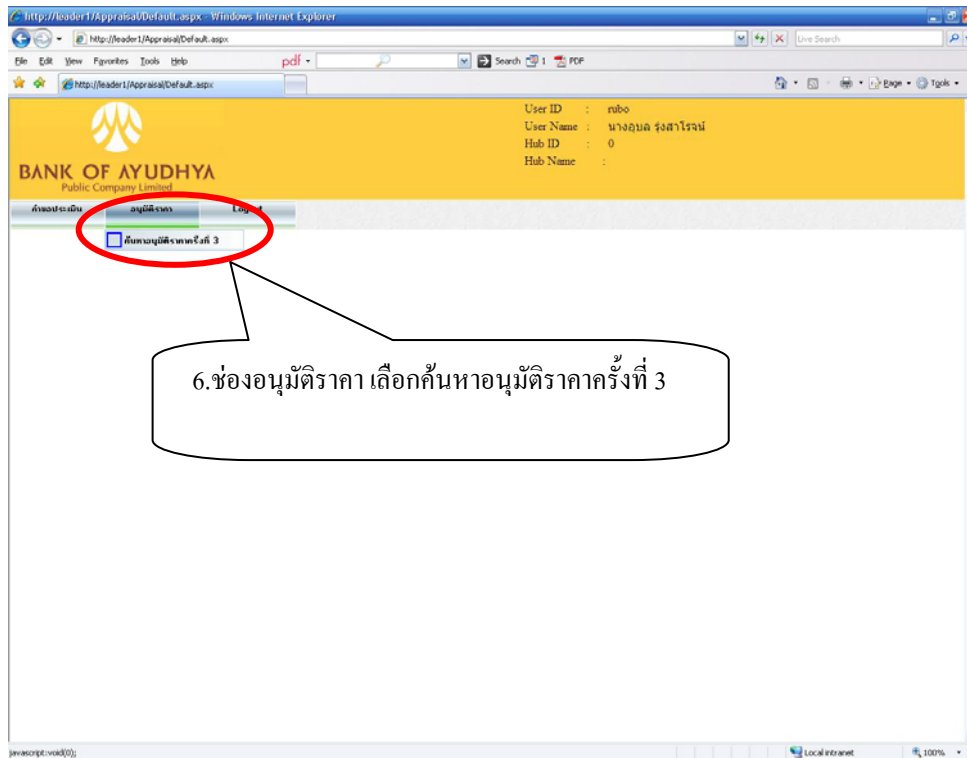 http://leader1/Appraisal/Default.aspx - Windows Internet Explorer
http://leader1/Appraisal/Default.aspx
Live Search
File Edit View Favorites Tools Help
pdf
Search 1 PDF
http://leader1/Appraisal/Default.aspx
Page Tools
BANK OF AYUDHYA
Public Company Limited
User ID : rubo
User Name : นางอุบล รุ่งสาโรจน์
Hub ID : 0
Hub Name :
คำขอประเมิน อนุมัติราคา Logout
ค้นหาอนุมัติราคาครั้งที่ 3
6.ช่องอนุมัติราคา เลือกค้นหาอนุมัติราคาครั้งที่ 3
javascript:void(0);
Local intranet
100%